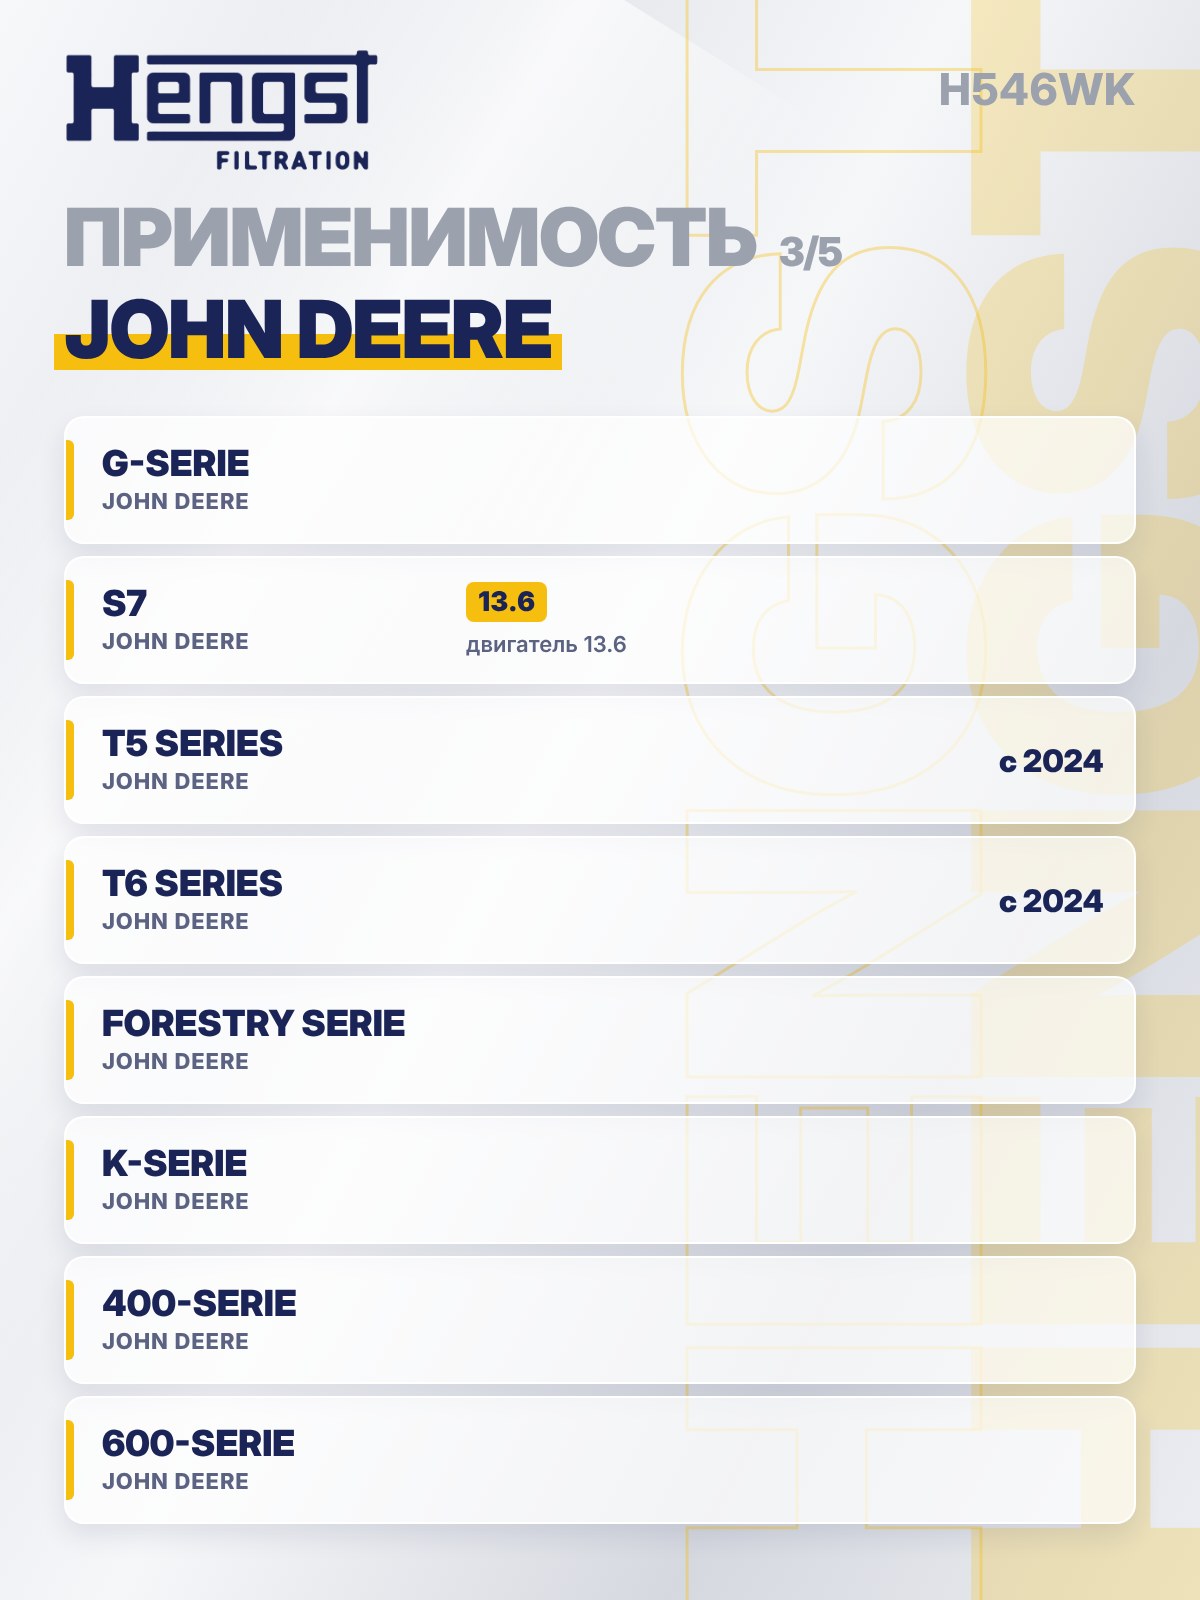 Hengst
FILTRATION
H546WK
ПРИМЕНИМОСТЬ 3/5
JOHN DEERE
G-SERIE
JOHN DEERE
S7
JOHN DEERE
13.6
двигатель 13.6
T5 SERIES
JOHN DEERE
с 2024
T6 SERIES
JOHN DEERE
с 2024
FORESTRY SERIE
JOHN DEERE
K-SERIE
JOHN DEERE
400-SERIE
JOHN DEERE
600-SERIE
JOHN DEERE
HENGST
HENGST